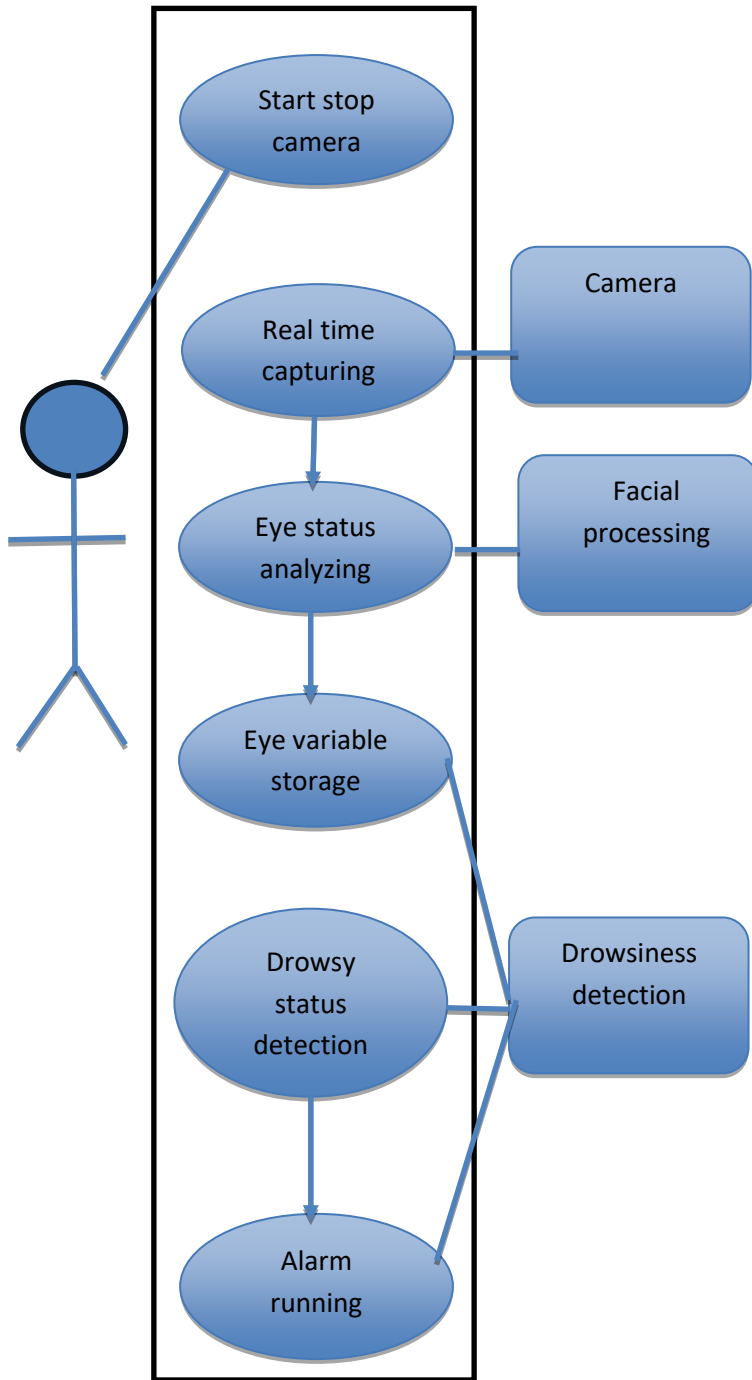 Start stop
camera
Real time
capturing
Camera
Eye status
analyzing
Facial
processing
Eye variable
storage
Drowsy
status
detection
Drowsiness
detection
Alarm
running